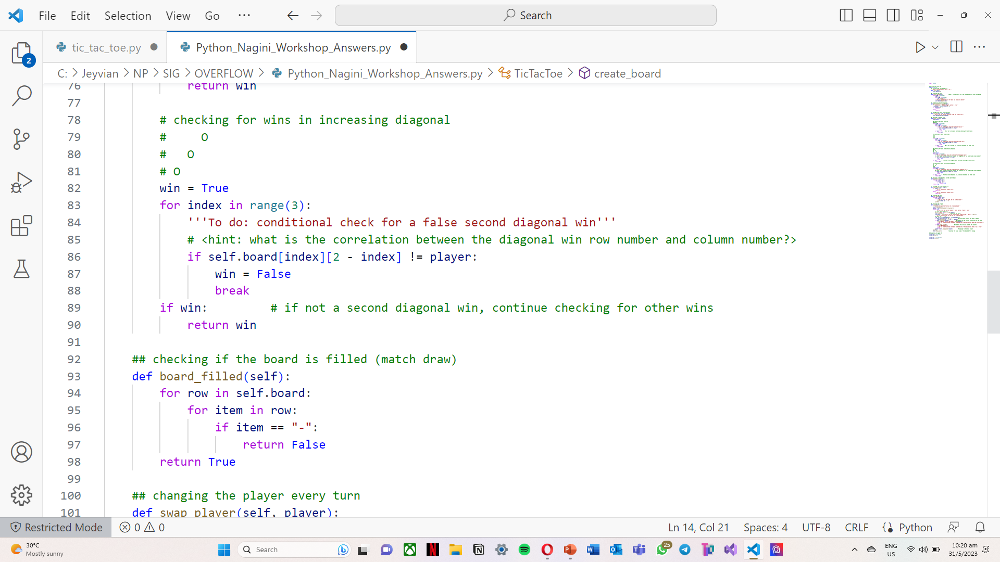 File Edit Selection View Go ··· Search
tic_tac_toe.py Python_Nagini_Workshop_Answers.py
C: > Jeyvian > NP > SIG > OVERFLOW > Python_Nagini_Workshop_Answers.py > TicTacToe > create_board
2
76 return win
77
78 # checking for wins in increasing diagonal
79 #     O
80 #   O
81 # O
82 win = True
83 for index in range(3):
84 '''To do: conditional check for a false second diagonal win'''
85 # <hint: what is the correlation between the diagonal win row number and column number?>
86 if self.board[index][2 - index] != player:
87 win = False
88 break
89 if win:         # if not a second diagonal win, continue checking for other wins
90 return win
91
92 ## checking if the board is filled (match draw)
93 def board_filled(self):
94 for row in self.board:
95 for item in row:
96 if item == "-":
97 return False
98 return True
99
100 ## changing the player every turn
101 def swap_player(self, player):
Restricted Mode 0 0 Ln 14, Col 21 Spaces: 4 UTF-8 CRLF Python
30°C
Mostly sunny
Search
25
ENG
US
10:20 am
31/5/2023